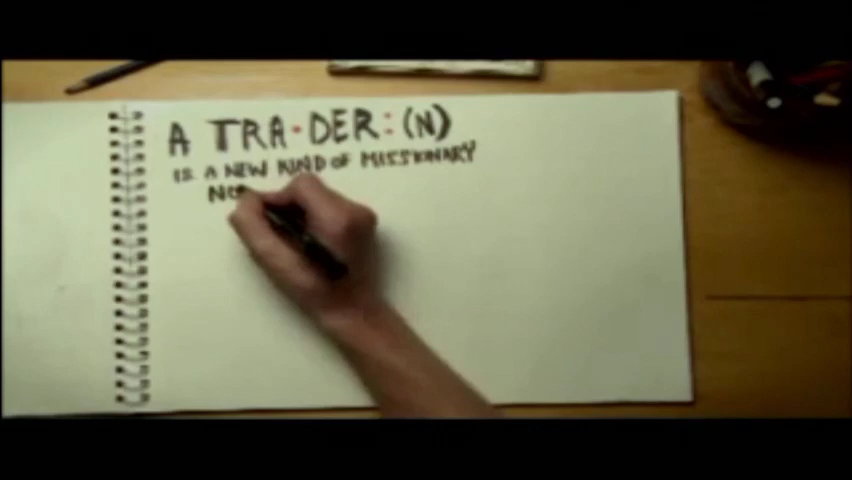 A TRA·DER: (N)
IS A NEW KIND OF MISSIONARY